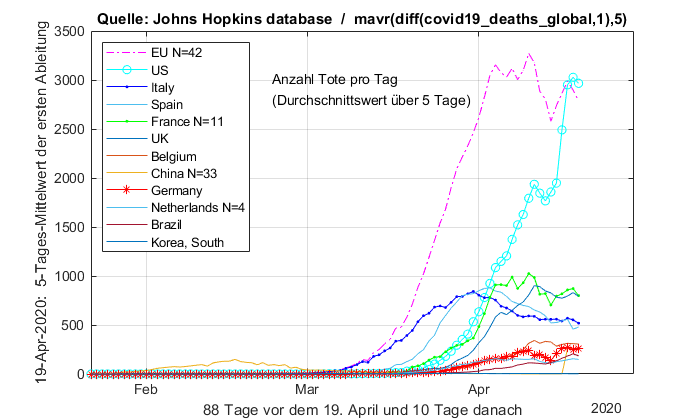 Quelle: Johns Hopkins database / mavr(diff(covid19_deaths_global,1),5)
19-Apr-2020: 5-Tages-Mittelwert der ersten Ableitung
3500
3000
2500
2000
1500
1000
500
0
EU N=42
US
Italy
Spain
France N=11
UK
Belgium
China N=33
Germany
Netherlands N=4
Brazil
Korea, South
Anzahl Tote pro Tag
(Durchschnittswert über 5 Tage)
Feb
Mar
Apr
2020
88 Tage vor dem 19. April und 10 Tage danach